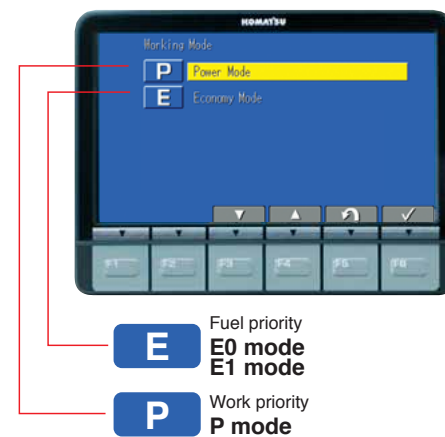 KOMATSU
Working Mode
P Power Mode
E Economy Mode
F1 F2 F3 F4 F5 F6
E Fuel priority
E0 mode
E1 mode
P Work priority
P mode